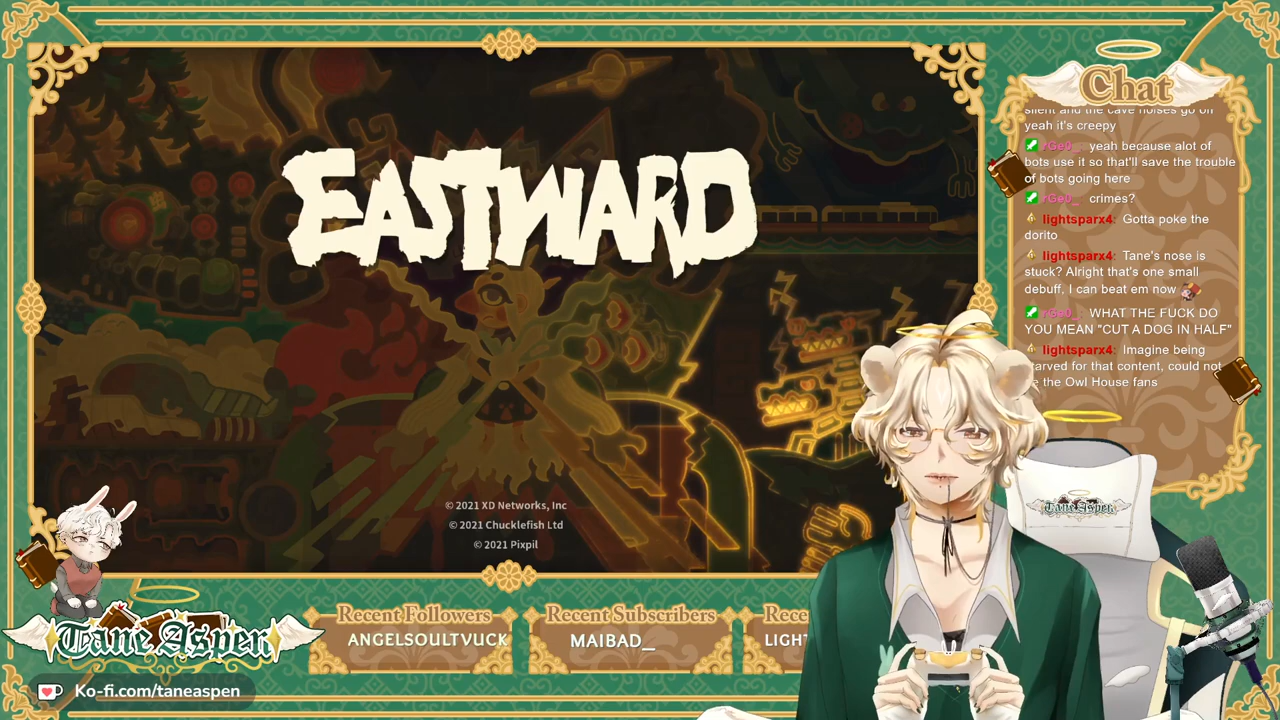 EASTWARD
© 2021 XD Networks, Inc
© 2021 Chucklefish Ltd
© 2021 Pixpil
Chat
silent and the cave noises go on
yeah it's creepy
rGe0_: yeah because alot of
bots use it so that'll save the trouble
of bots going here
rGe0_: crimes?
lightsparx4: Gotta poke the
dorito
lightsparx4: Tane's nose is
stuck? Alright that's one small
debuff, I can beat em now
rGe0_: WHAT THE FUCK DO
YOU MEAN "CUT A DOG IN HALF"
lightsparx4: Imagine being
starved for that content, could not
the Owl House fans
Tane Aspen
Tane Aspen
Recent Followers
ANGELSOULTVUCK
Recent Subscribers
MAIBAD_
Rece
LIGHT
Ko-fi.com/taneaspen